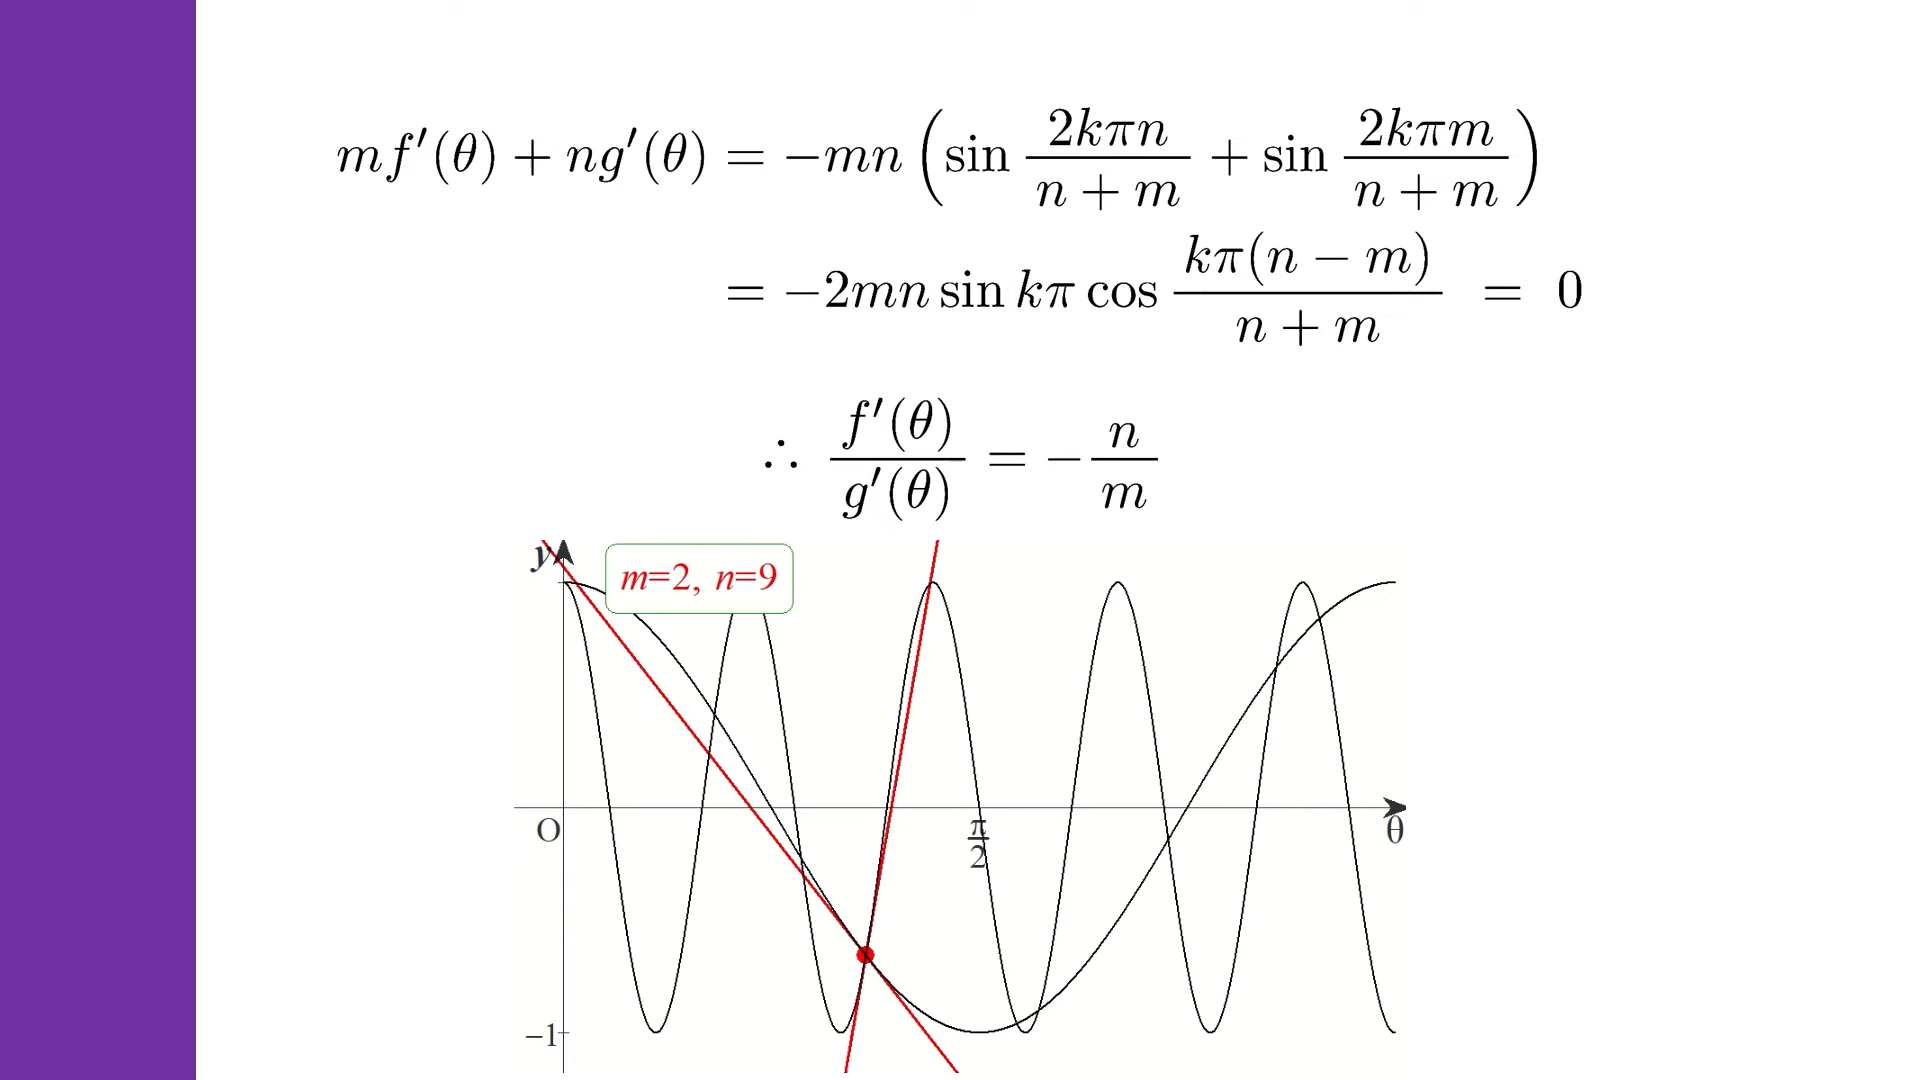 mf′(θ) + ng′(θ) = −mn (sin 2kπn/(n + m) + sin 2kπm/(n + m))
= −2mn sin kπ cos kπ(n − m)/(n + m) = 0
∴ f′(θ)/g′(θ) = −n/m
y
m=2, n=9
O
π/2
θ
−1